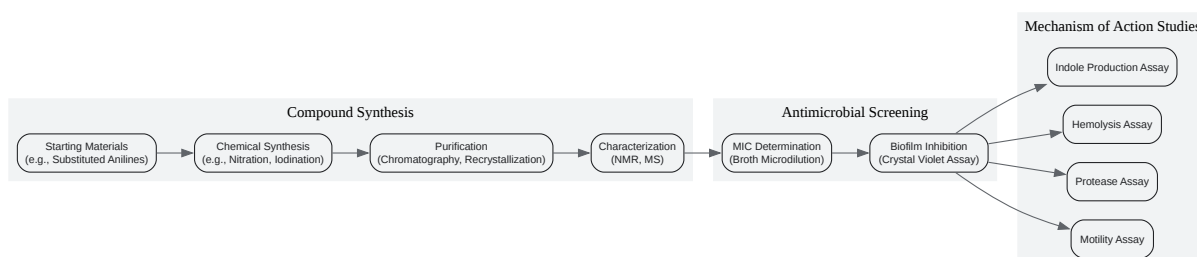 Compound Synthesis
Starting Materials
(e.g., Substituted Anilines)
Chemical Synthesis
(e.g., Nitration, Iodination)
Purification
(Chromatography, Recrystallization)
Characterization
(NMR, MS)
Antimicrobial Screening
MIC Determination
(Broth Microdilution)
Biofilm Inhibition
(Crystal Violet Assay)
Mechanism of Action Studies
Indole Production Assay
Hemolysis Assay
Protease Assay
Motility Assay